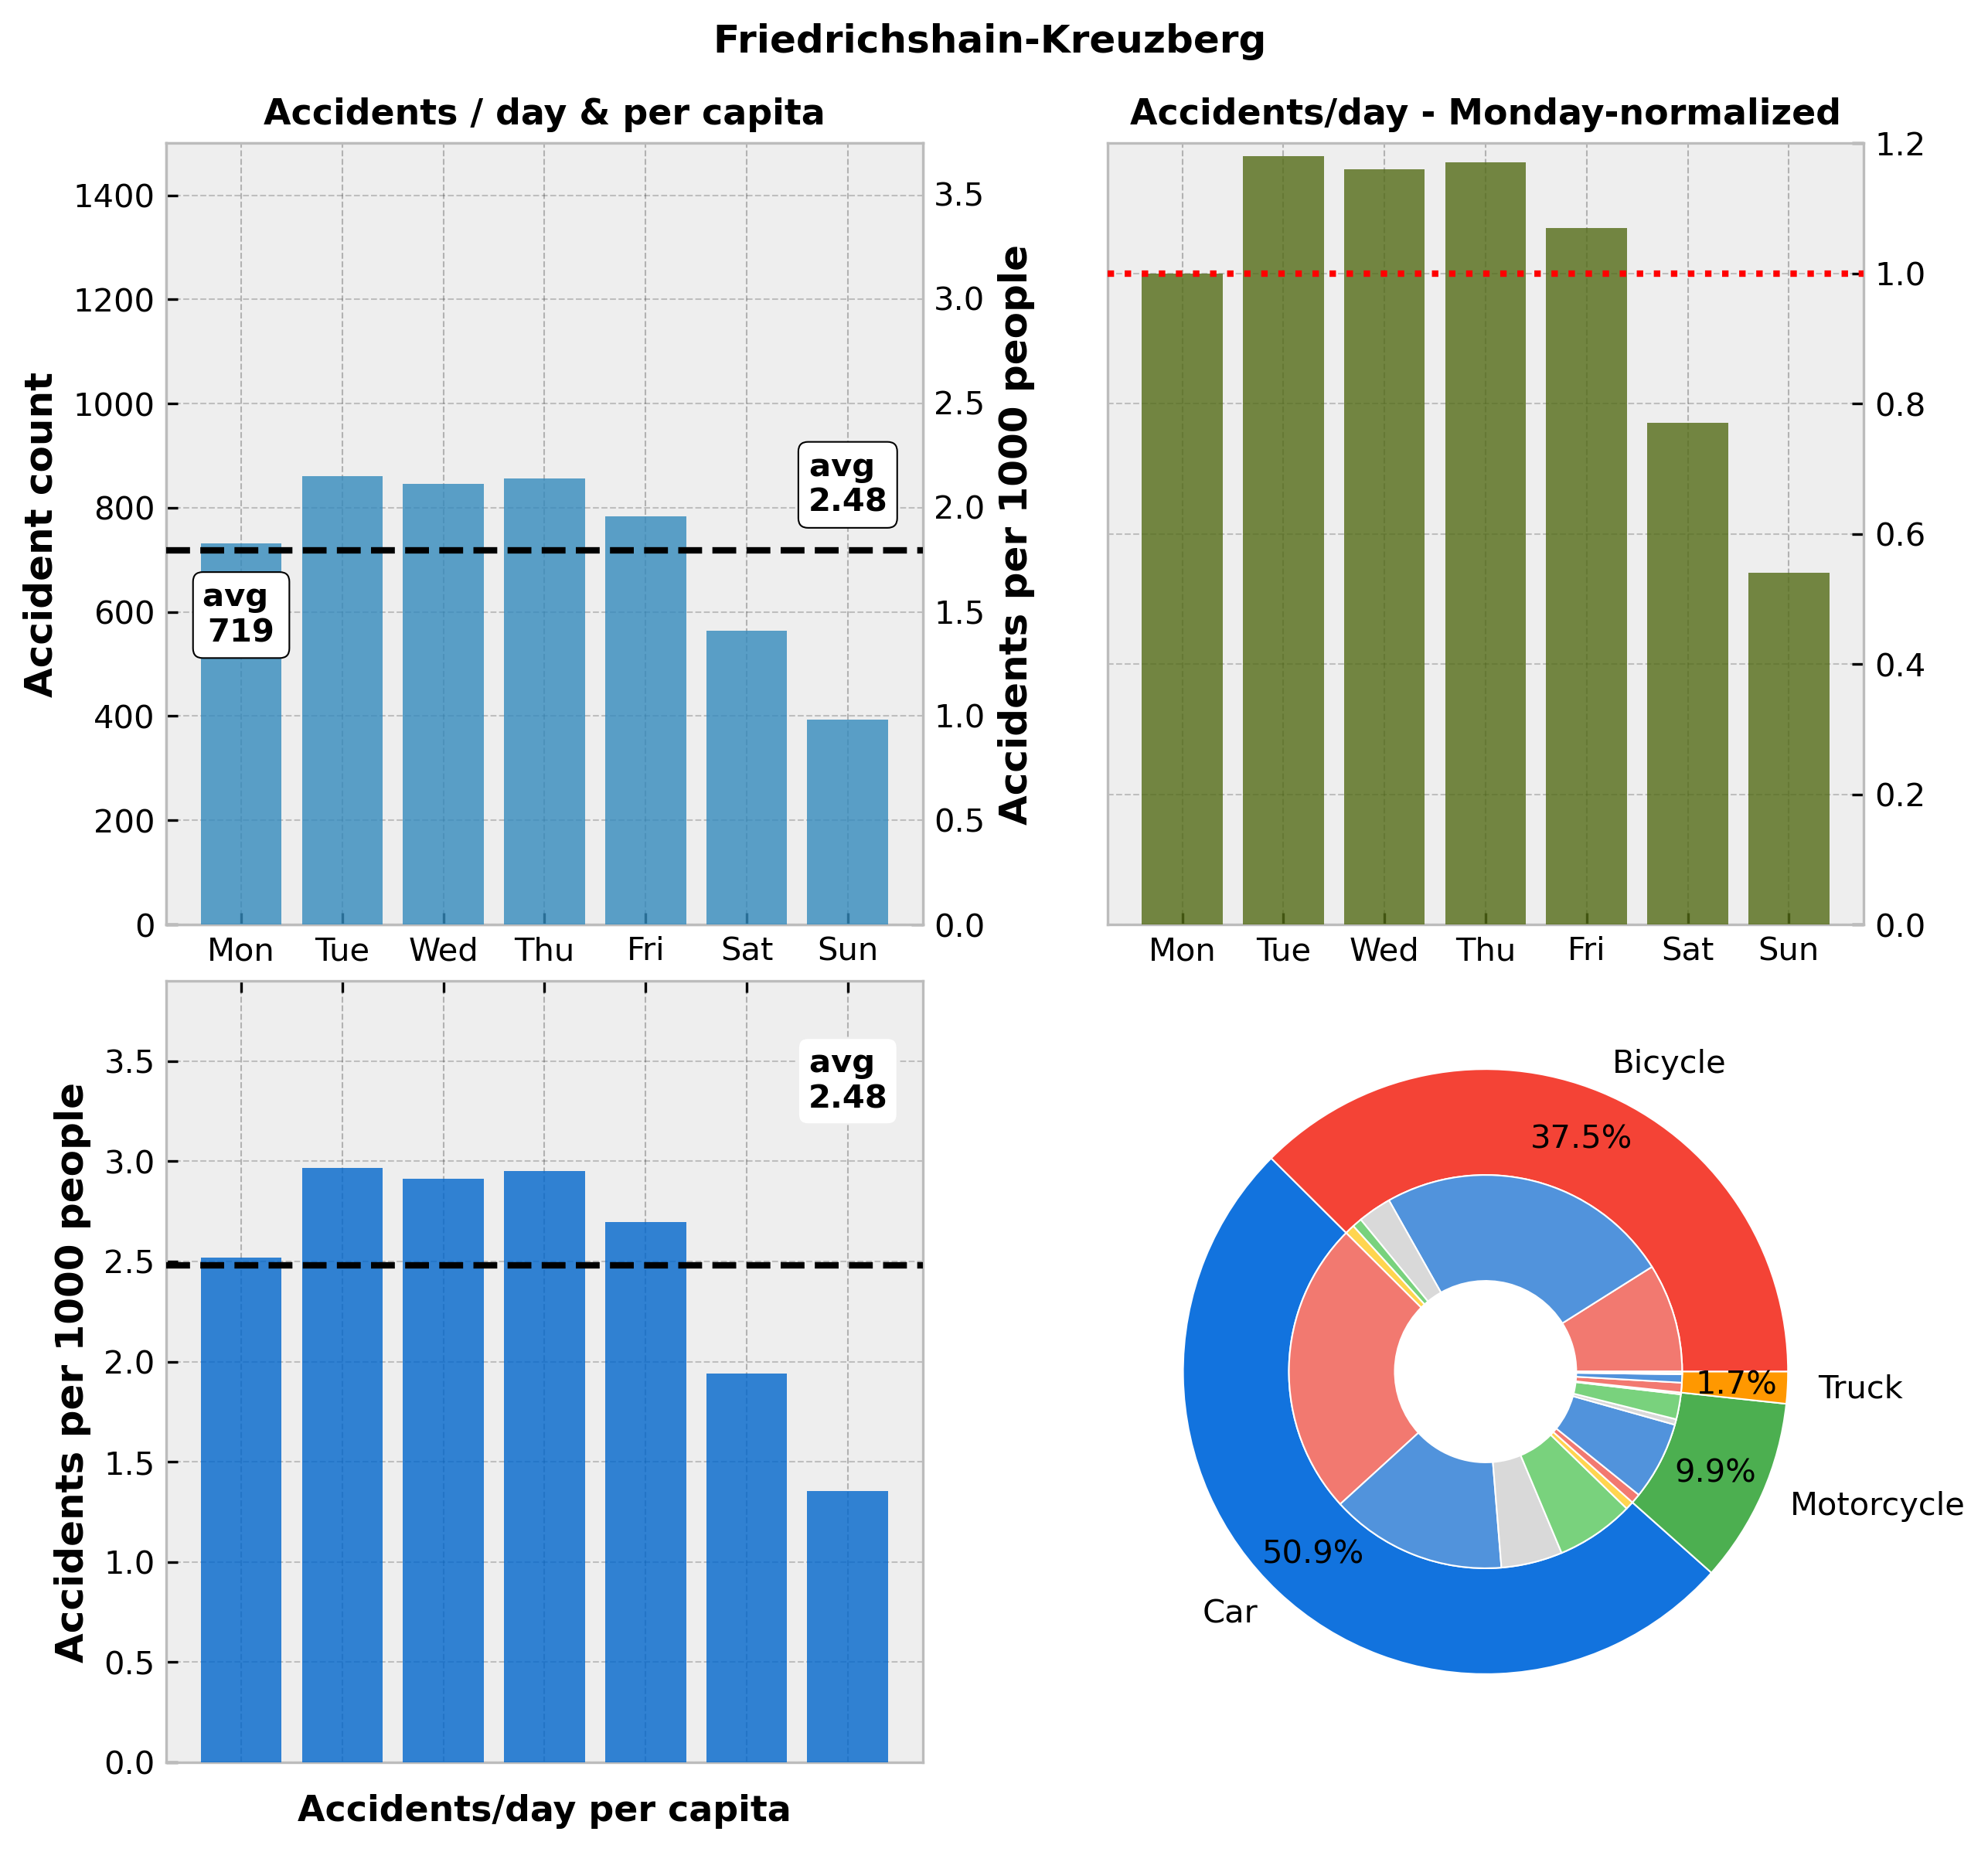 Friedrichshain-Kreuzberg
Accidents / day & per capita
Accident count
1400
1200
1000
800
600
400
200
0
avg
719
avg
2.48
3.5
3.0
2.5
2.0
1.5
1.0
0.5
0.0
Accidents per 1000 people
Mon Tue Wed Thu Fri Sat Sun
Accidents/day - Monday-normalized
1.2
1.0
0.8
0.6
0.4
0.2
0.0
Mon Tue Wed Thu Fri Sat Sun
Accidents per 1000 people
3.5
3.0
2.5
2.0
1.5
1.0
0.5
0.0
avg
2.48
Accidents/day per capita
Bicycle
37.5%
1.7%
Truck
9.9%
Motorcycle
50.9%
Car